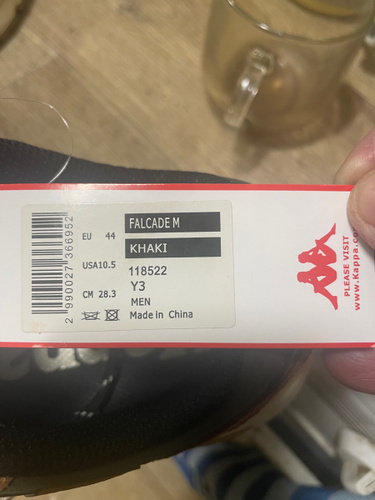 FALCADE M
EU 44
KHAKI
USA10.5
118522
Y3
CM 28.3
MEN
Made in China
2 990027 366952
PLEASE VISIT
www.Kappa.co